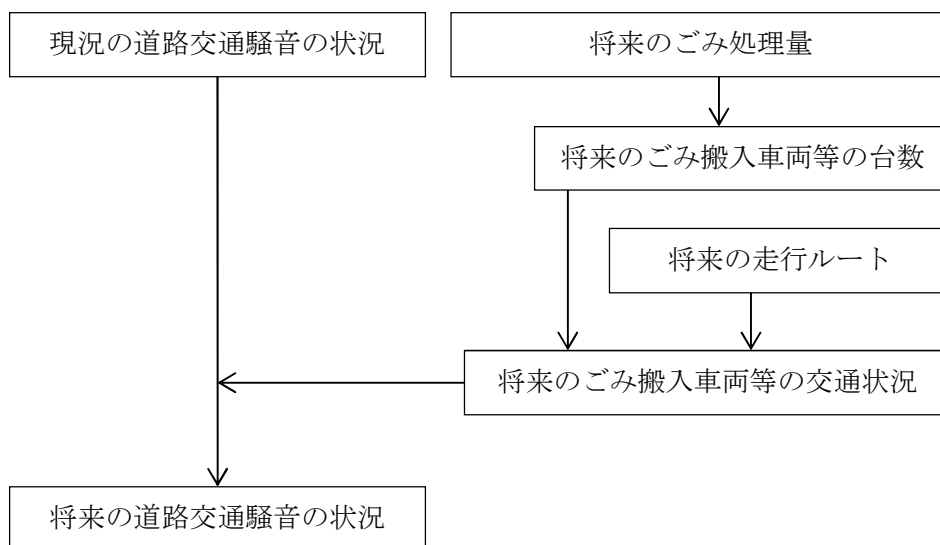 現況の道路交通騒音の状況
将来のごみ処理量
将来のごみ搬入車両等の台数
将来の走行ルート
将来のごみ搬入車両等の交通状況
将来の道路交通騒音の状況